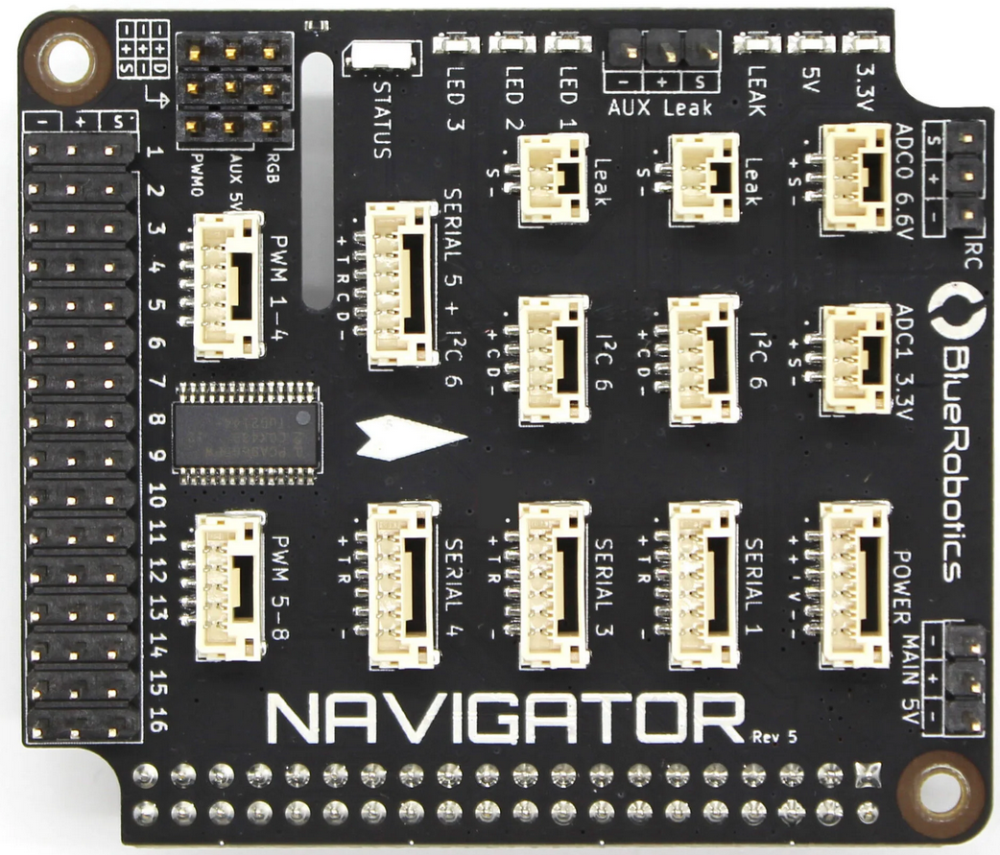 - + S
- + -
- + D
STATUS
LED 3
LED 2
LED 1
- + S
AUX Leak
LEAK
5V
3.3V
- + S
PWM0
AUX 5V
RGB
1
2
3
4
5
6
7
8
9
10
11
12
13
14
15
16
S -
Leak
S -
Leak
+ S -
ADC0 6.6V
S + -
RC
PWM 1-4
+ T R C D -
SERIAL 5 + I²C 6
+ C D -
I²C 6
+ C D -
I²C 6
+ S -
ADC1 3.3V
BlueRobotics
PWM 5-8
+ T R -
SERIAL 4
+ T R -
SERIAL 3
+ T R -
SERIAL 1
POWER
- + -
MAIN 5V
NAVIGATOR Rev 5